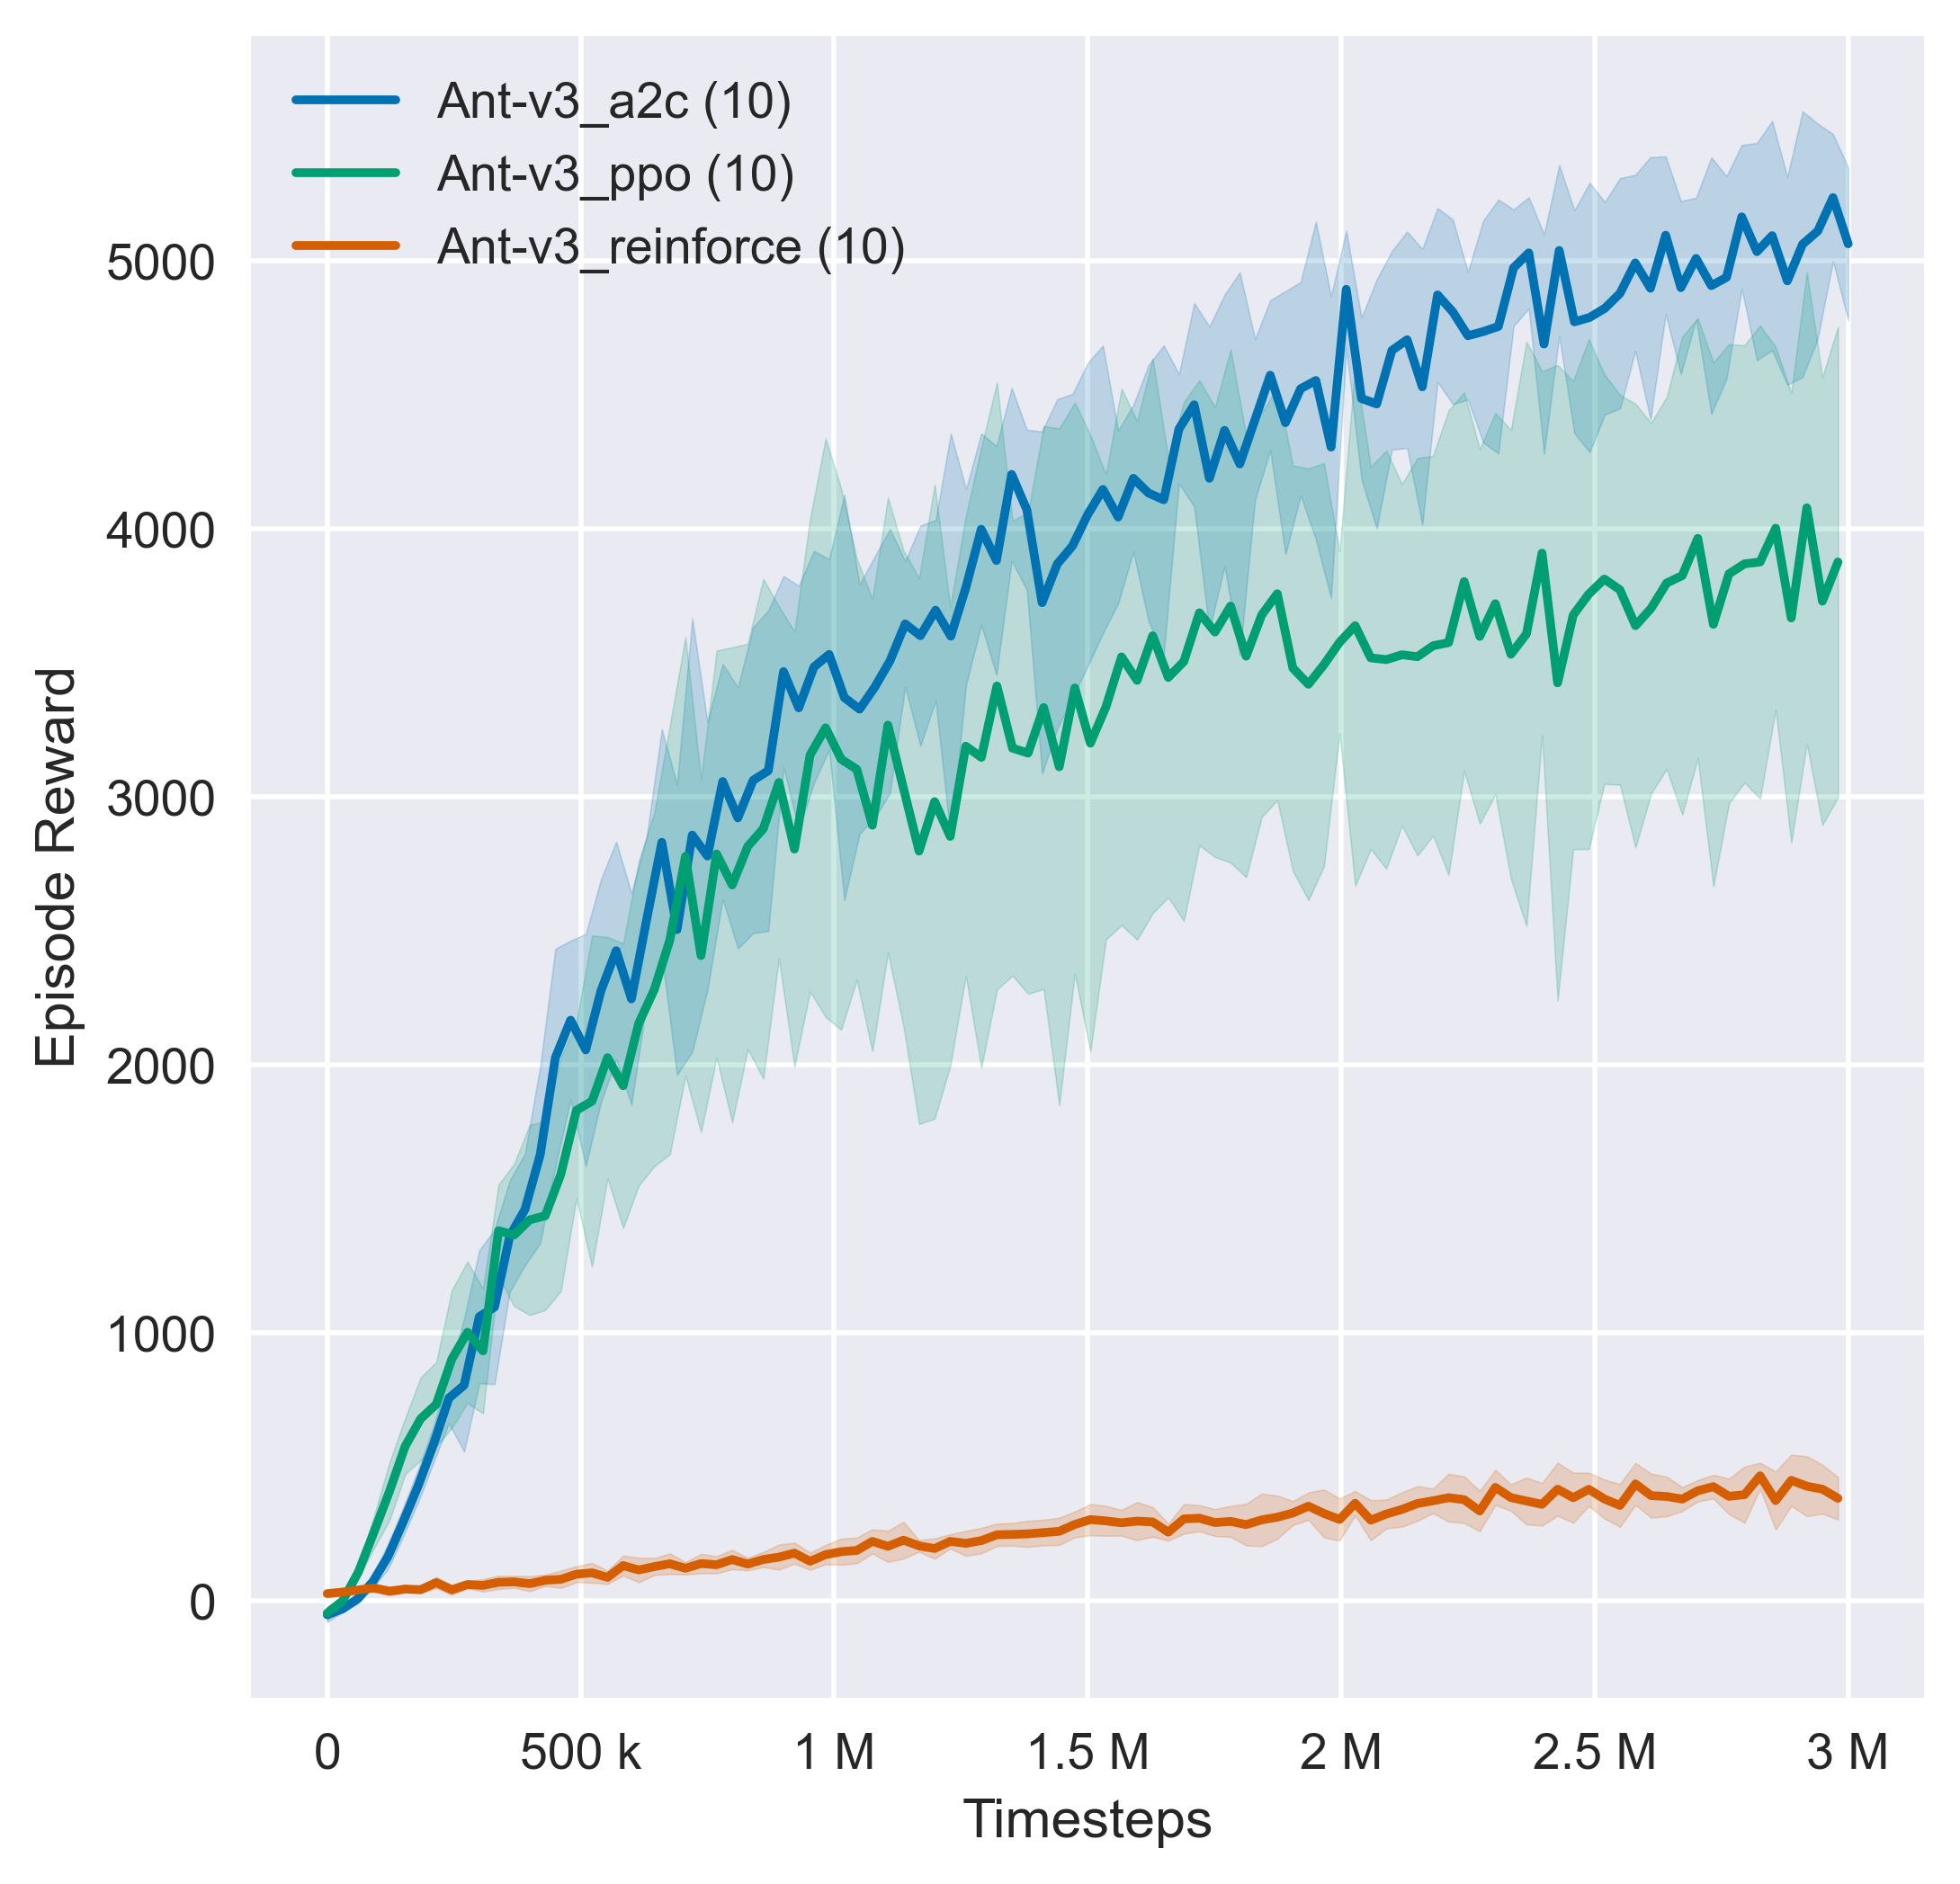 Ant-v3_a2c (10)
Ant-v3_ppo (10)
Ant-v3_reinforce (10)
5000
4000
3000
2000
1000
0
Episode Reward
0 500 k 1 M 1.5 M 2 M 2.5 M 3 M
Timesteps